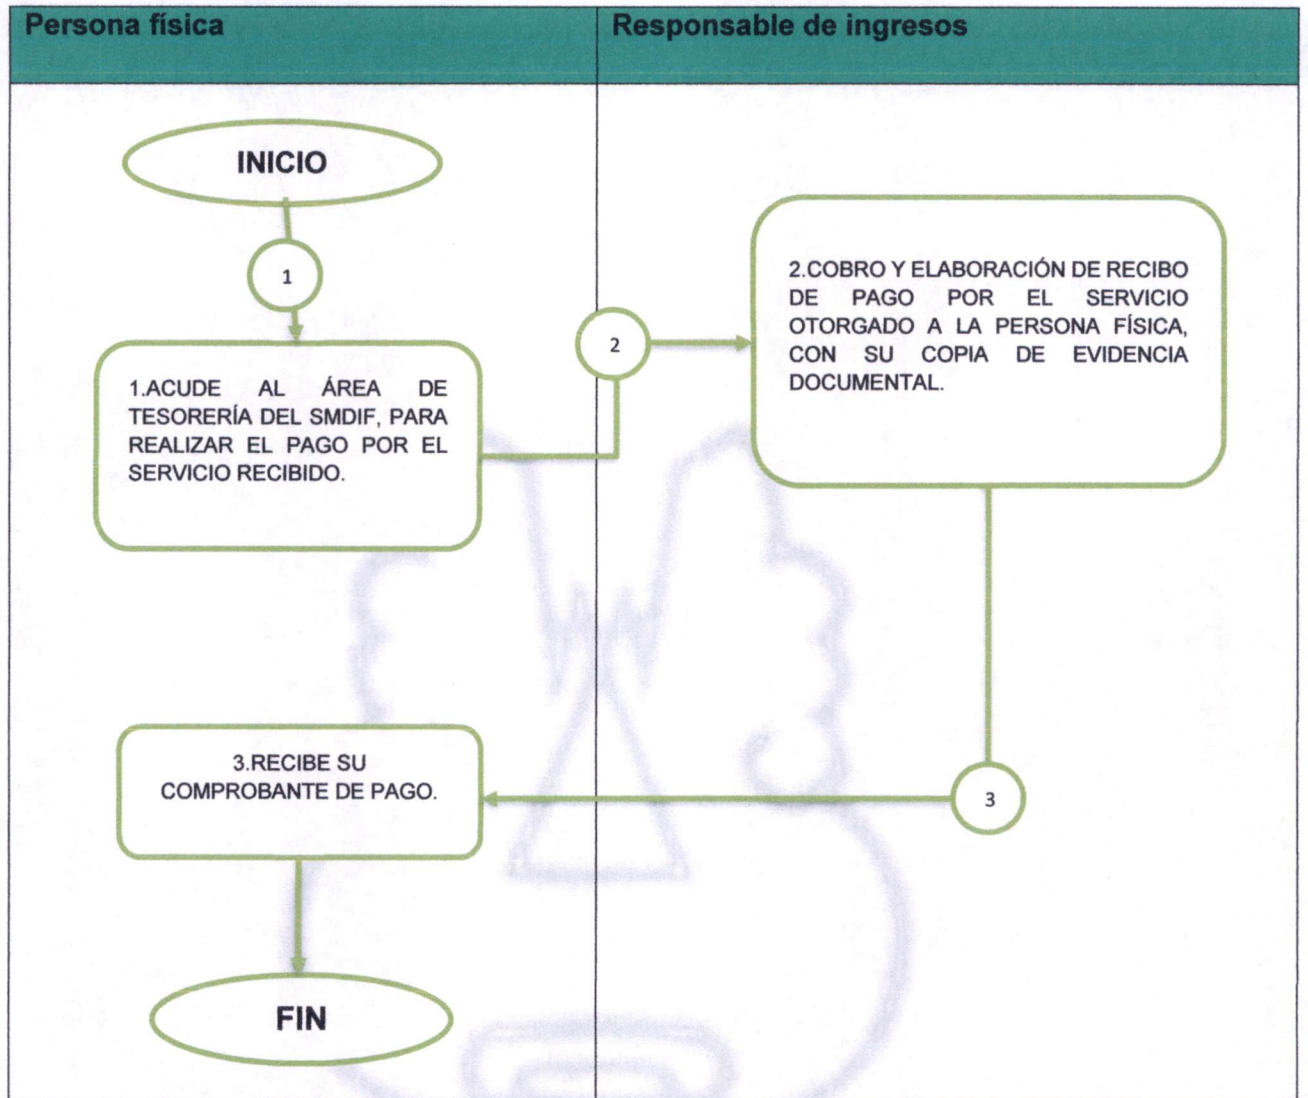 Persona física
Responsable de ingresos
INICIO
1
1.ACUDE AL ÁREA DE
TESORERÍA DEL SMDIF, PARA
REALIZAR EL PAGO POR EL
SERVICIO RECIBIDO.
2
2.COBRO Y ELABORACIÓN DE RECIBO
DE PAGO POR EL SERVICIO
OTORGADO A LA PERSONA FÍSICA,
CON SU COPIA DE EVIDENCIA
DOCUMENTAL.
3
3.RECIBE SU
COMPROBANTE DE PAGO.
FIN